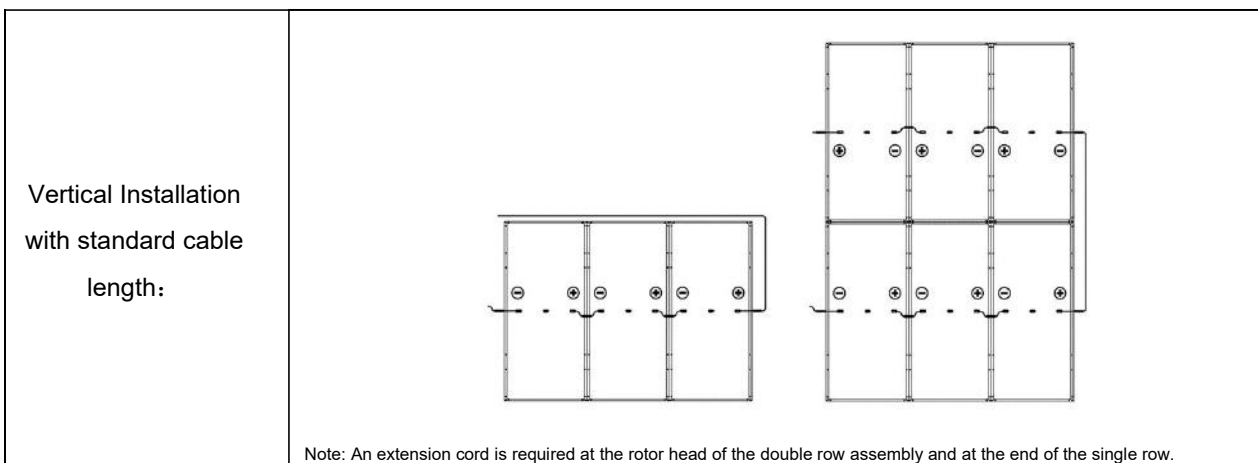 Vertical Installation
with standard cable
length：
⊕ ⊖ ⊕ ⊖ ⊕ ⊖
⊖ ⊕ ⊖ ⊕ ⊖ ⊕
⊖ ⊕ ⊖ ⊕ ⊖ ⊕
Note: An extension cord is required at the rotor head of the double row assembly and at the end of the single row.